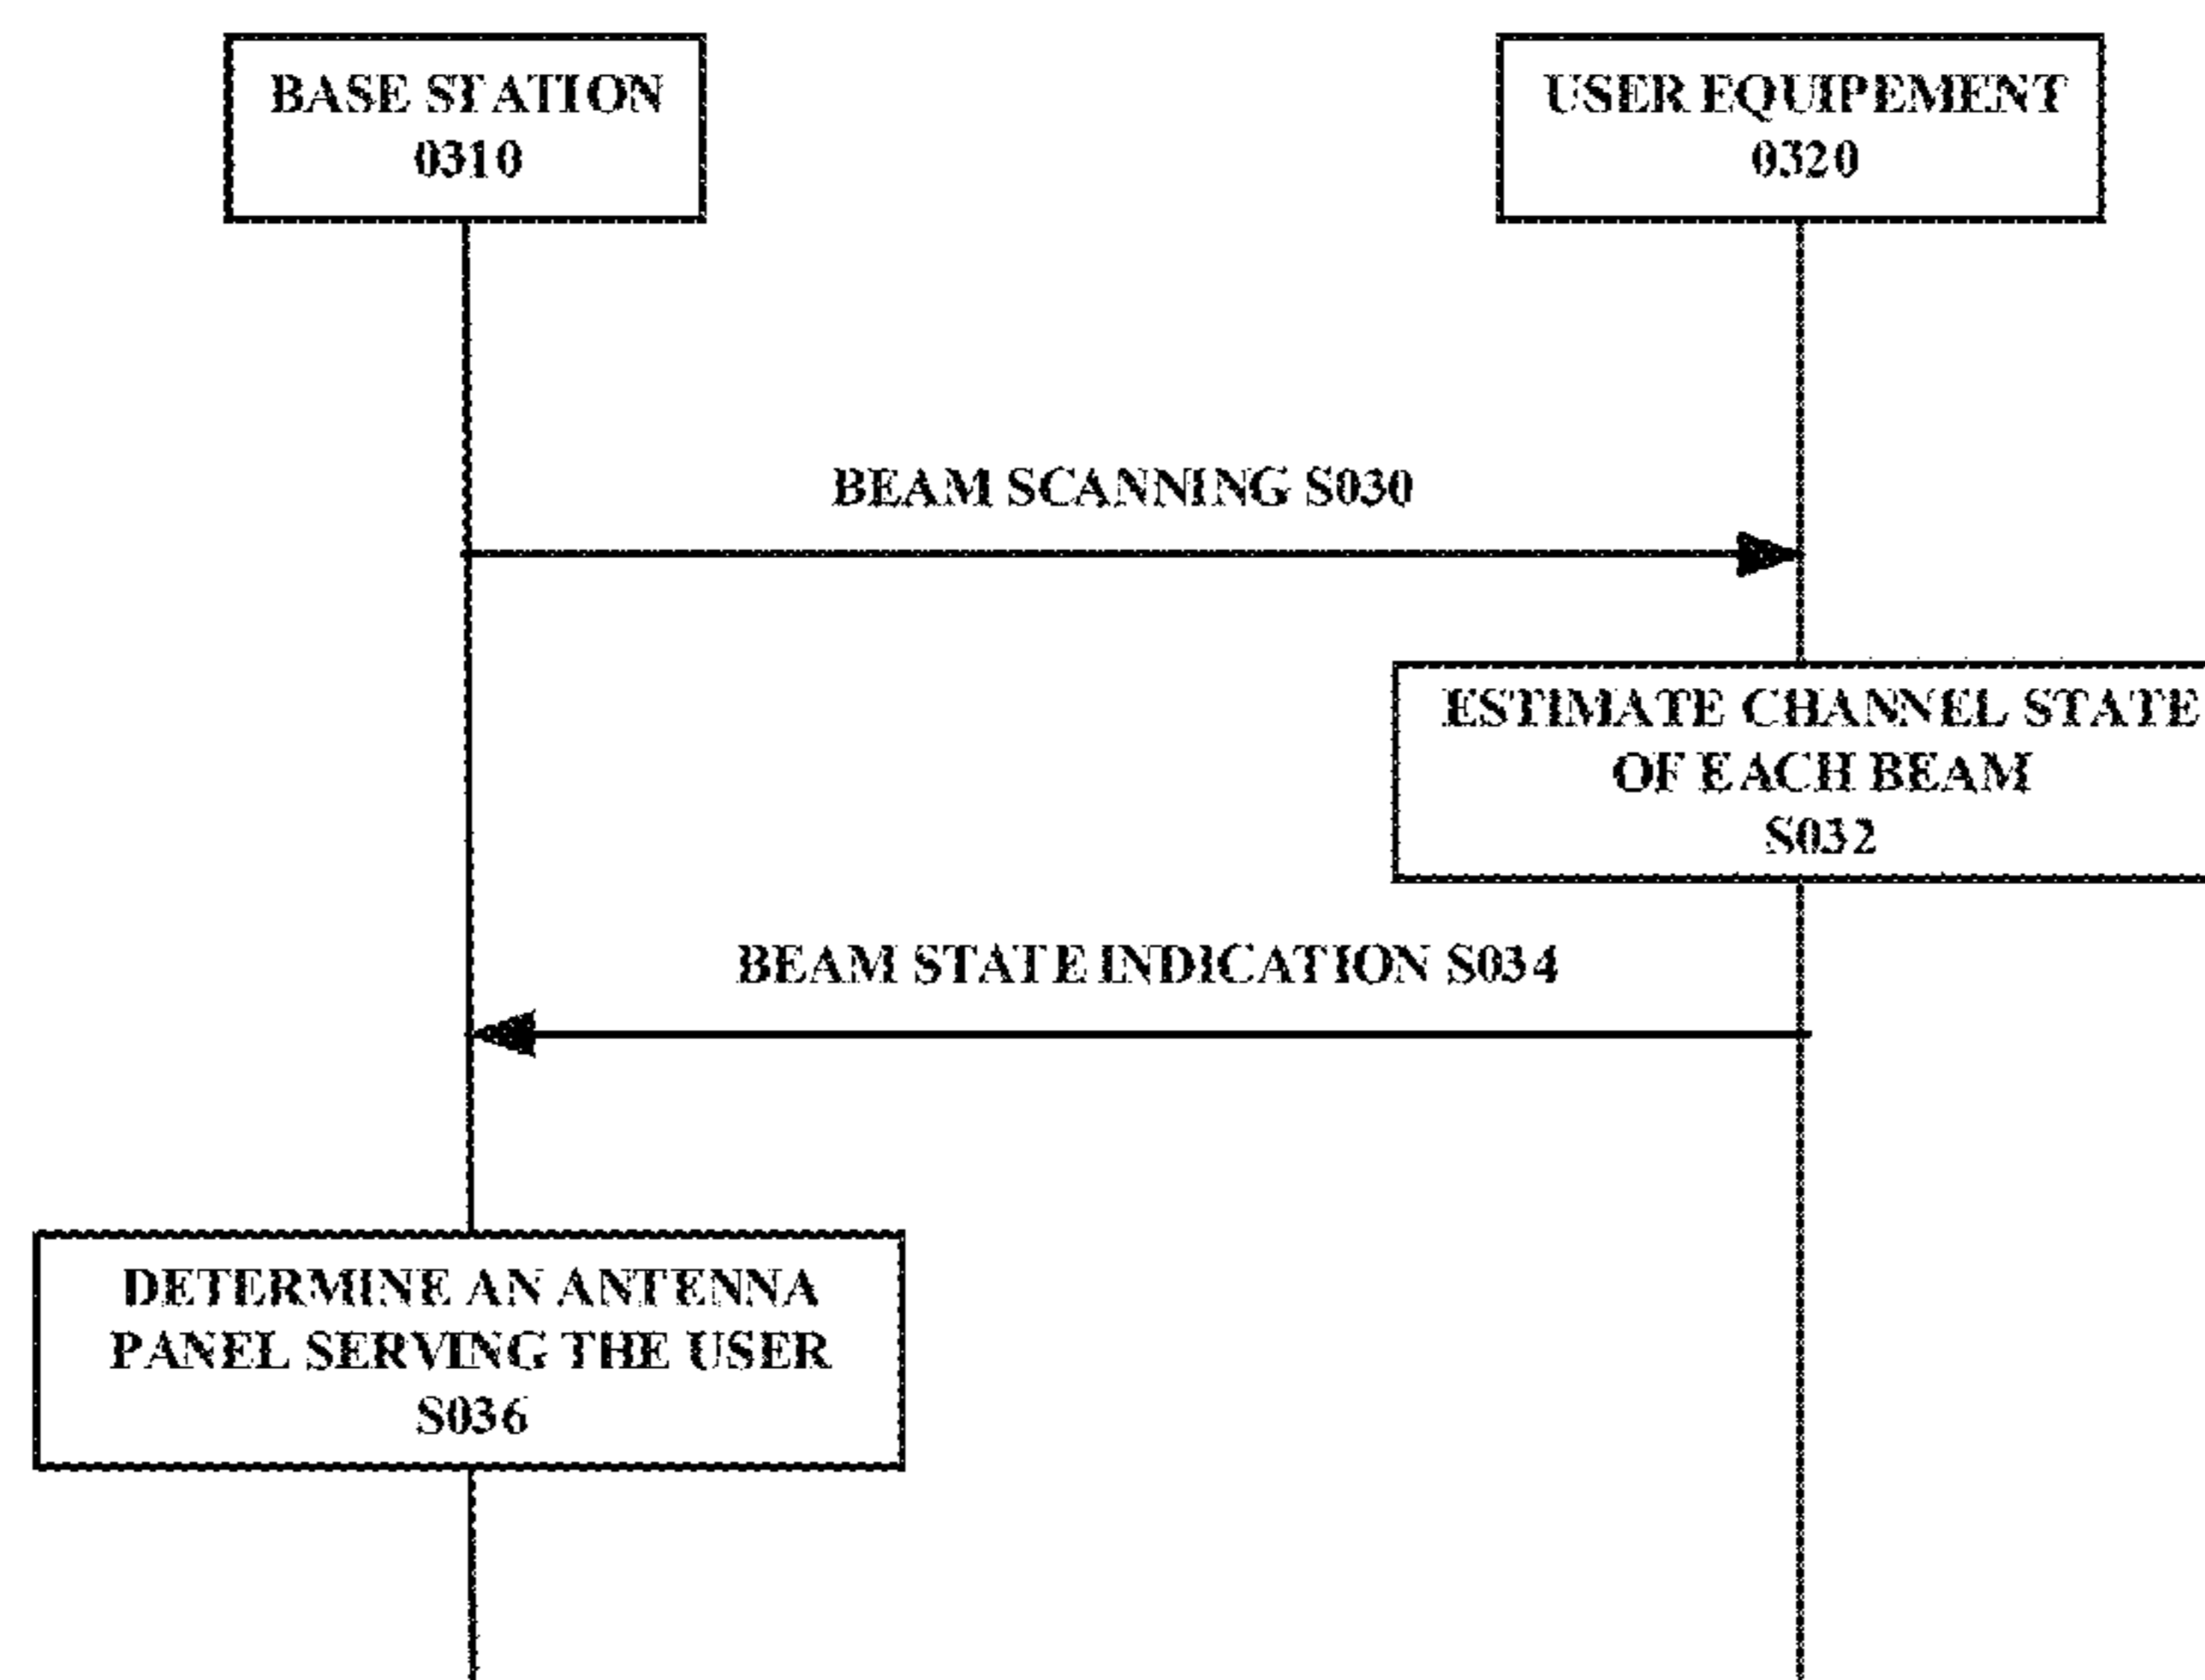 BASE STATION
0310
USER EQUIPEMENT
0320
BEAM SCANNING S030
ESTIMATE CHANNEL STATE
OF EACH BEAM
S032
BEAM STATE INDICATION S034
DETERMINE AN ANTENNA
PANEL SERVING THE USER
S036